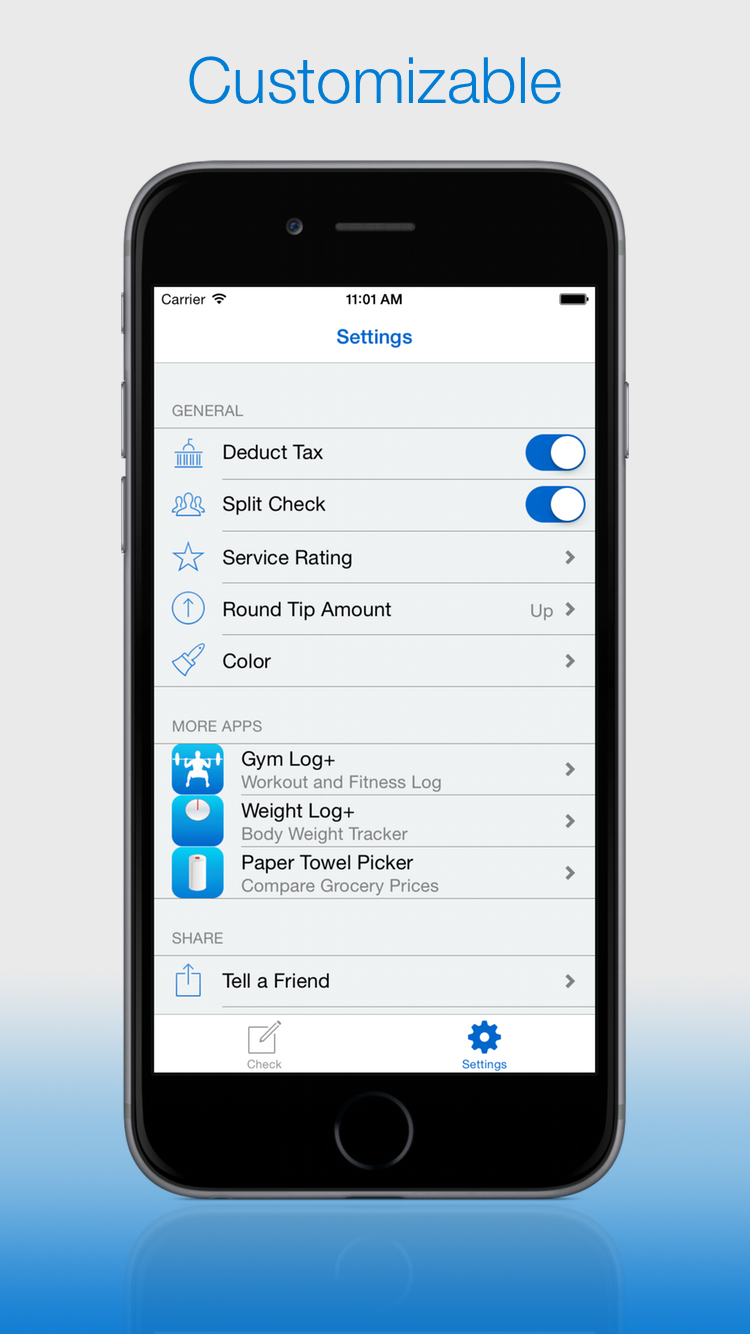 Customizable
Carrier 11:01 AM
Settings
GENERAL
Deduct Tax
Split Check
Service Rating
Round Tip Amount Up
Color
MORE APPS
Gym Log+
Workout and Fitness Log
Weight Log+
Body Weight Tracker
Paper Towel Picker
Compare Grocery Prices
SHARE
Tell a Friend
Check Settings